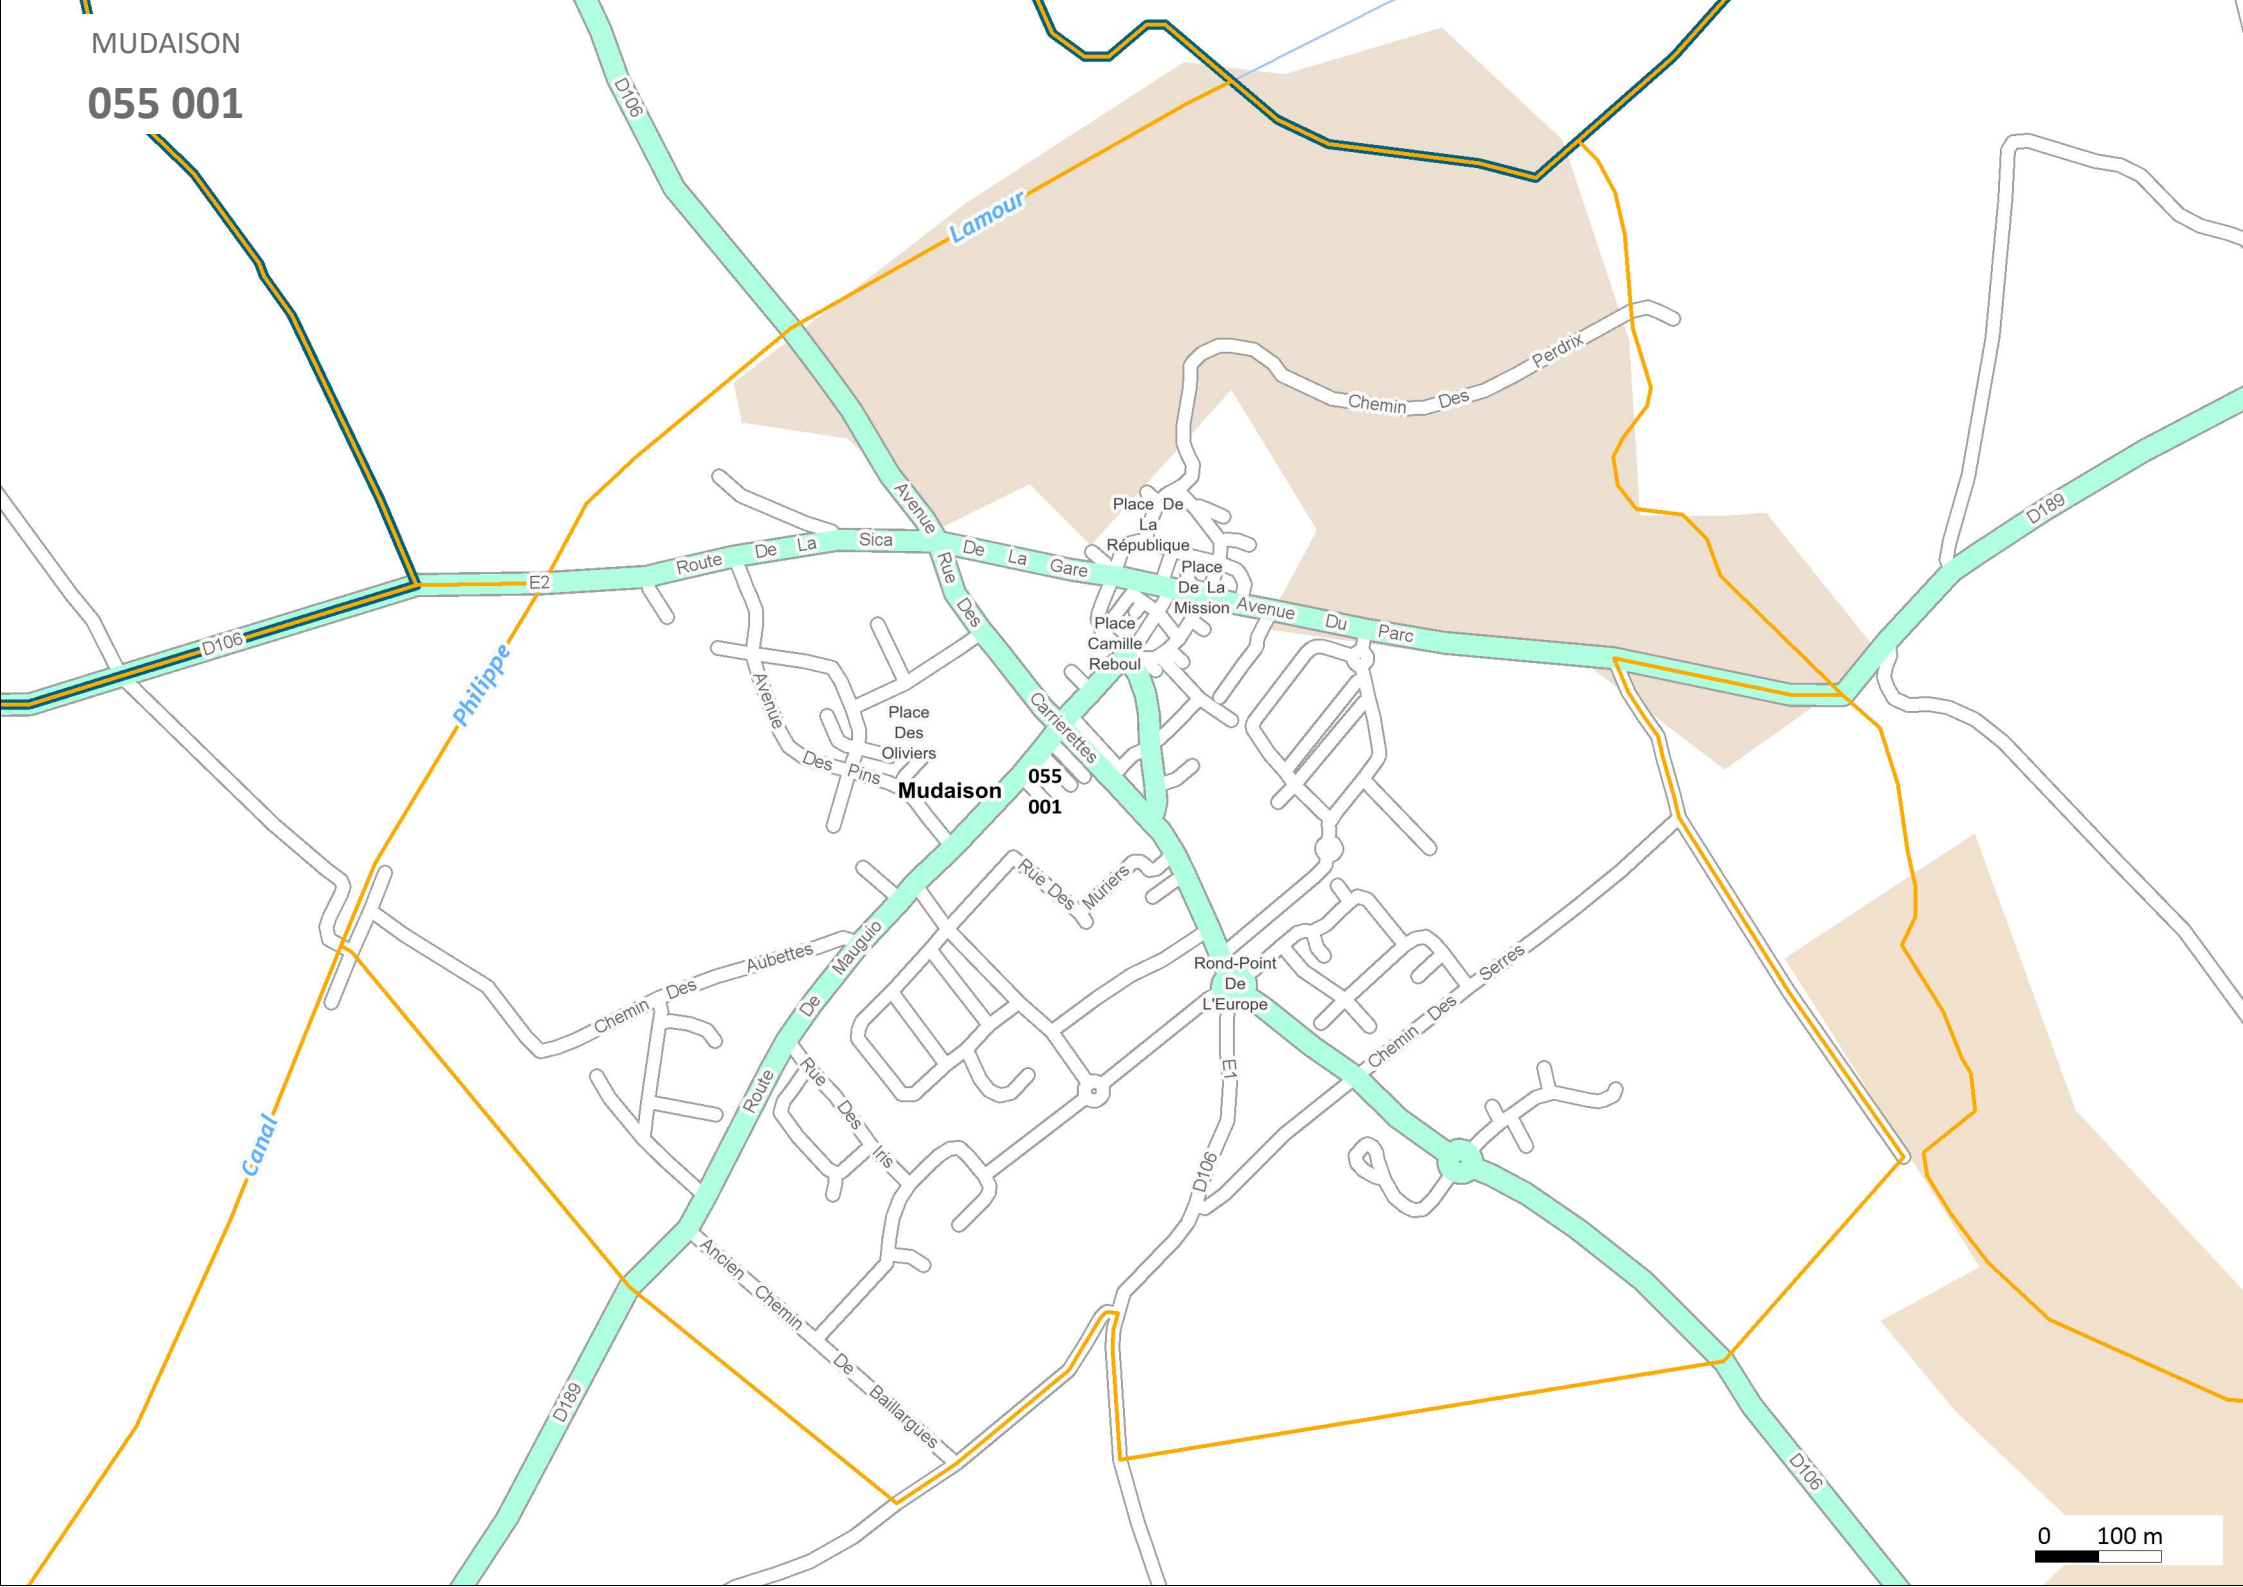 MUDAISON
055 001
D106
Lamour
Perdrix
Chemin Des
D189
Avenue
Place De
La
République
Route De La Sica
De La Gare
E2
Place
De La
Mission
Rue Des
Avenue Du Parc
D106
Place
Camille
Reboul
Philippe
Avenue
Carrierettes
Place
Des
Oliviers
Des Pins
Mudaison
055
001
Rue Des
Mûriers
Mauguio
Aubettes
Des
Chemin
De
Route
Rond-Point
De
L'Europe
Serres
Des
Chemin
E1
Rue Des Iris
Canal
D106
Ancien Chemin De Baillargues
D189
D106
0 100 m